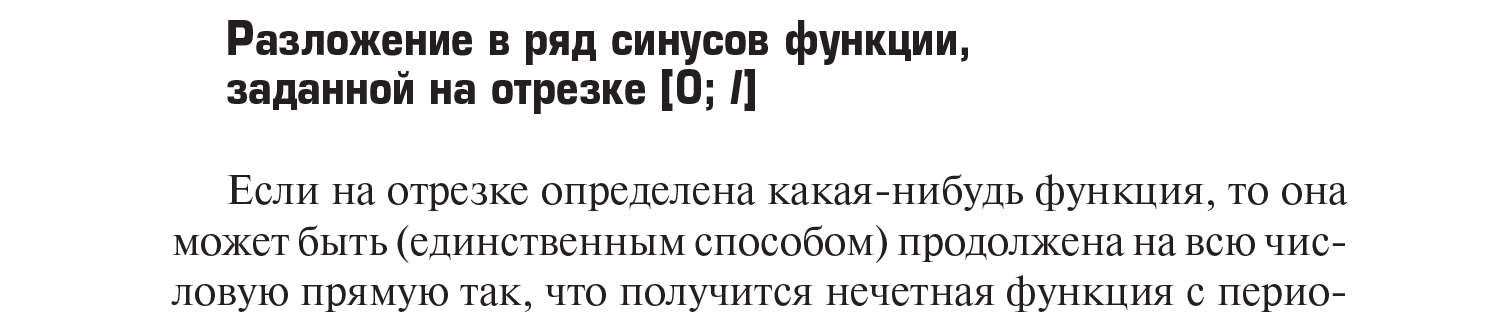 Разложение в ряд синусов функции,
заданной на отрезке [0; l]
Если на отрезке определена какая-нибудь функция, то она
может быть (единственным способом) продолжена на всю чис-
ловую прямую так, что получится нечетная функция с перио-